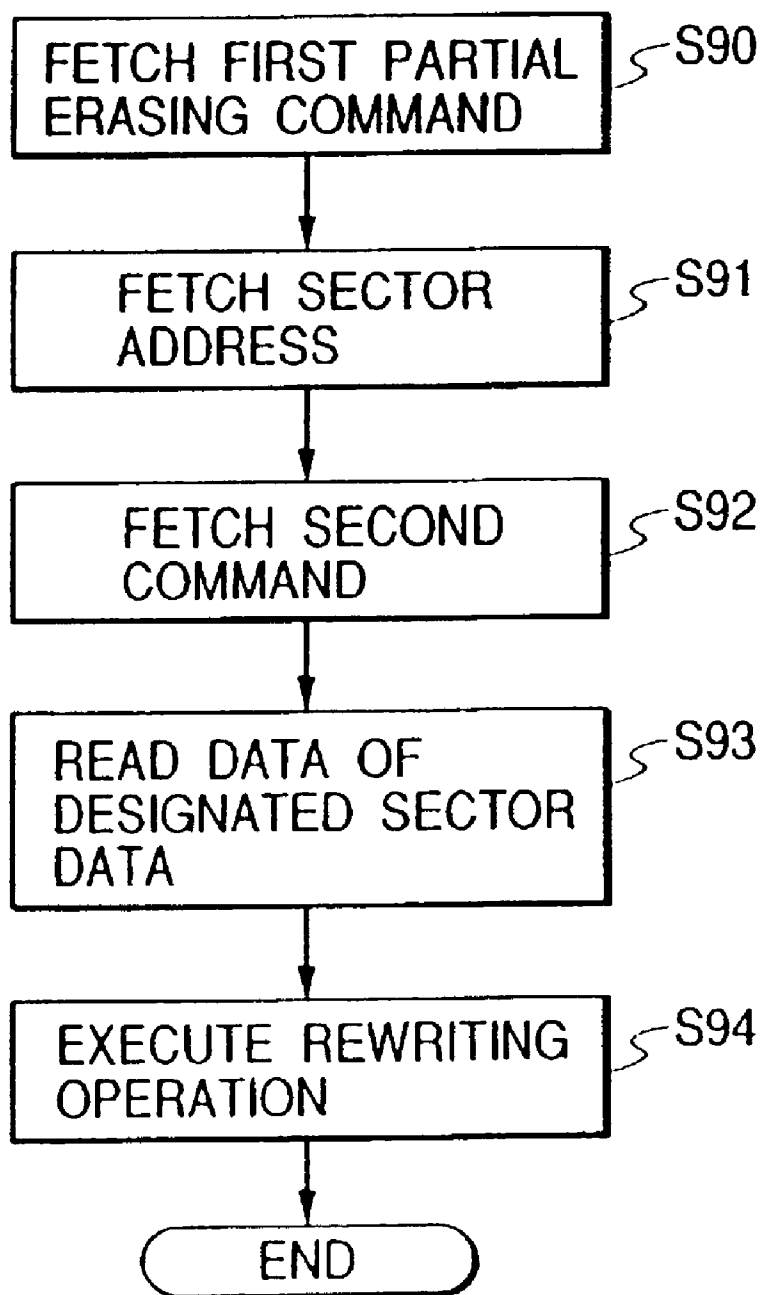 FETCH FIRST PARTIAL
ERASING COMMAND
S90
FETCH SECTOR
ADDRESS
S91
FETCH SECOND
COMMAND
S92
READ DATA OF
DESIGNATED SECTOR
DATA
S93
EXECUTE REWRITING
OPERATION
S94
END